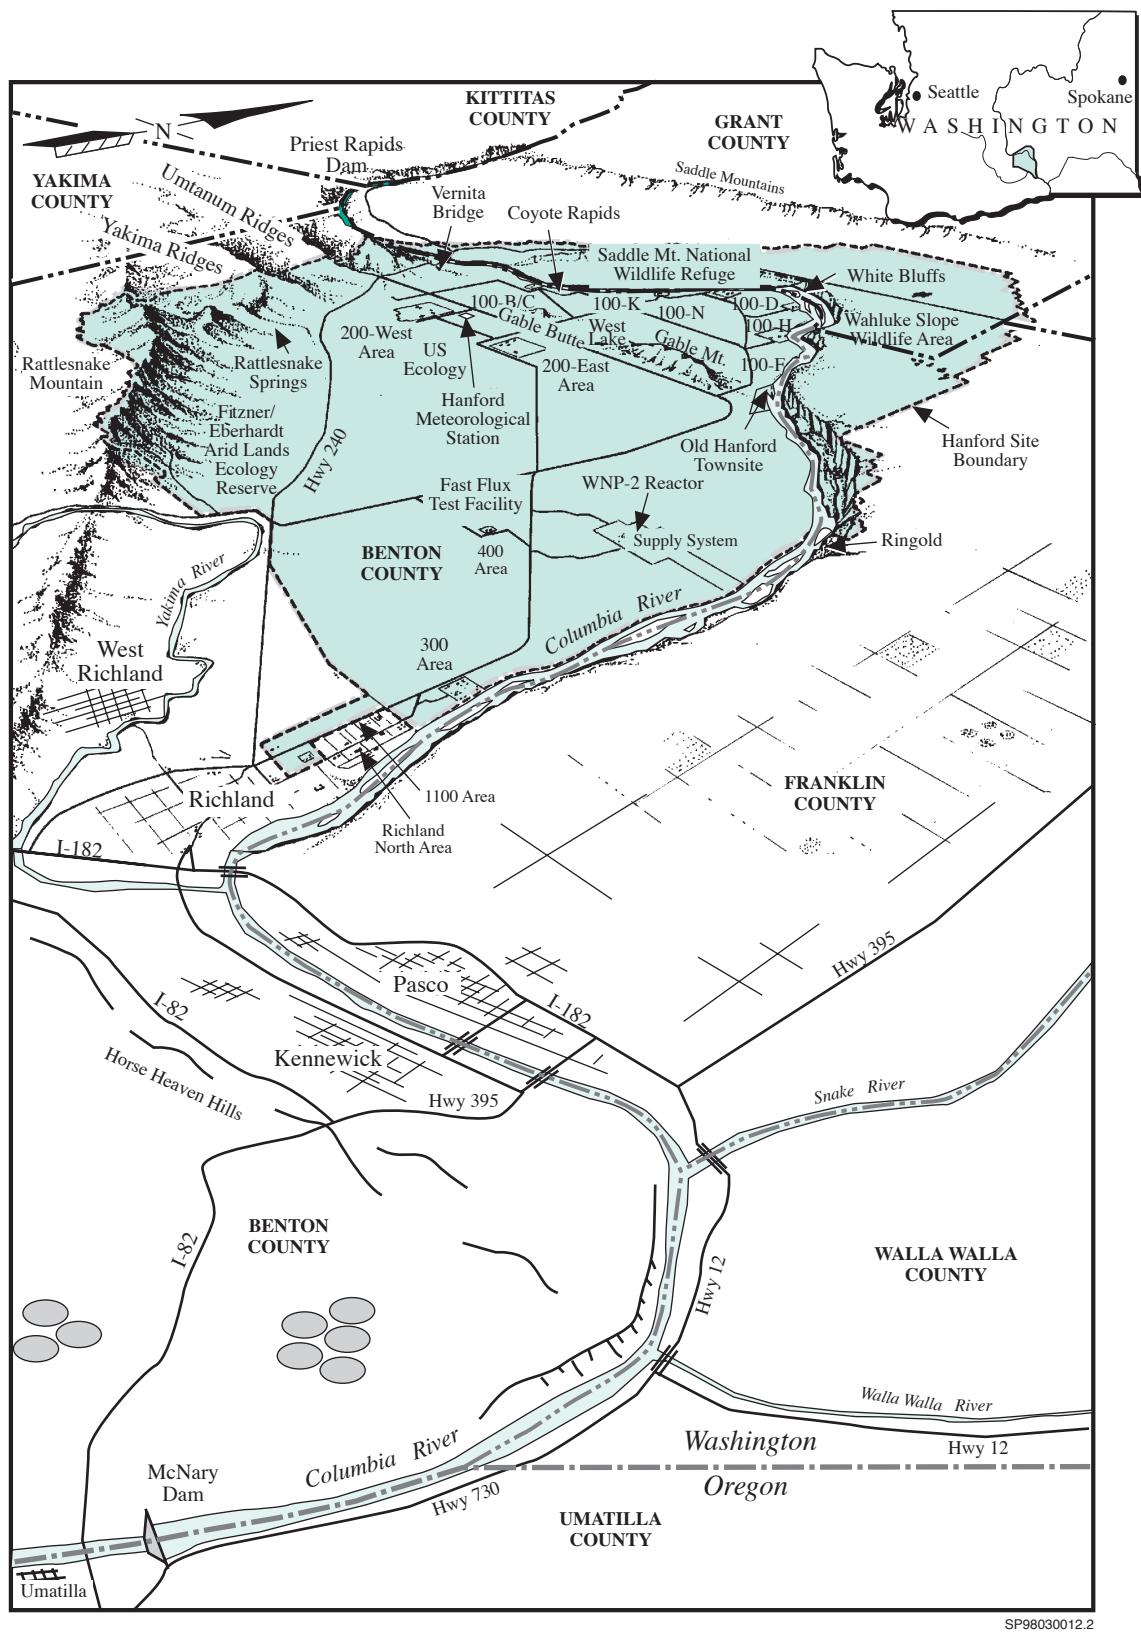 Seattle
Spokane
WASHINGTON
KITTITAS
COUNTY
GRANT
COUNTY
N
Priest Rapids
Dam
YAKIMA
COUNTY
Umtanum Ridges
Saddle Mountains
Vernita
Bridge
Coyote Rapids
Yakima Ridges
Saddle Mt. National
Wildlife Refuge
White Bluffs
100-B/C
100-K
100-N
100-D
100-H
100-F
Gable Butte
West
Lake
Gable Mt.
Wahluke Slope
Wildlife Area
200-West
Area
US
Ecology
200-East
Area
Rattlesnake
Mountain
Rattlesnake
Springs
Hanford
Meteorological
Station
Fitzner/
Eberhardt
Arid Lands
Ecology
Reserve
Hwy 240
Old Hanford
Townsite
Hanford Site
Boundary
Fast Flux
Test Facility
WNP-2 Reactor
Supply System
Ringold
BENTON
COUNTY
400
Area
Yakima River
Columbia River
West
Richland
300
Area
FRANKLIN
COUNTY
Richland
1100 Area
Richland
North Area
I-182
Hwy 395
Pasco
I-82
I-182
Kennewick
Horse Heaven Hills
Hwy 395
Snake River
BENTON
COUNTY
I-82
WALLA WALLA
COUNTY
Hwy 12
Walla Walla River
Hwy 12
Columbia River
Washington
Oregon
McNary
Dam
Hwy 730
UMATILLA
COUNTY
Umatilla
SP98030012.2